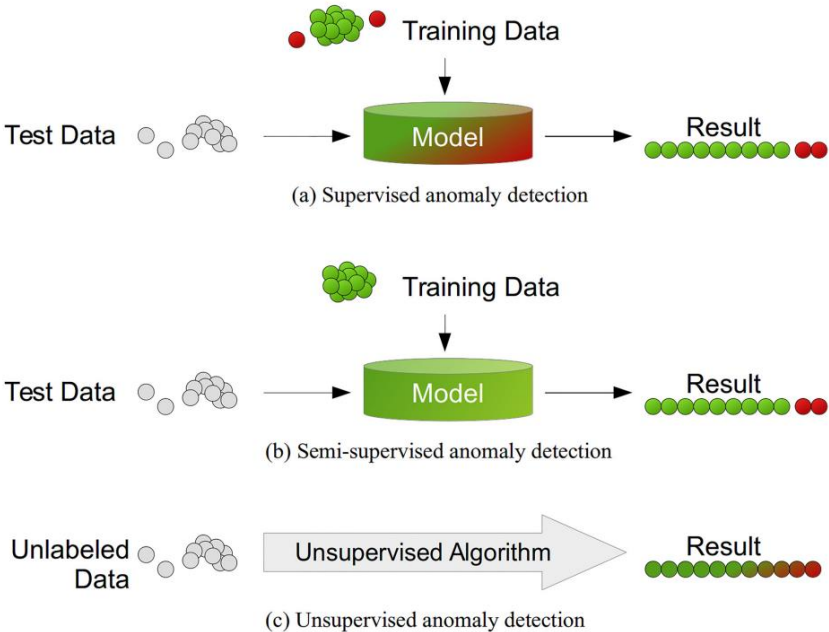 Training Data
Test Data
Model
Result
(a) Supervised anomaly detection
Training Data
Test Data
Model
Result
(b) Semi-supervised anomaly detection
Unlabeled
Data
Unsupervised Algorithm
Result
(c) Unsupervised anomaly detection